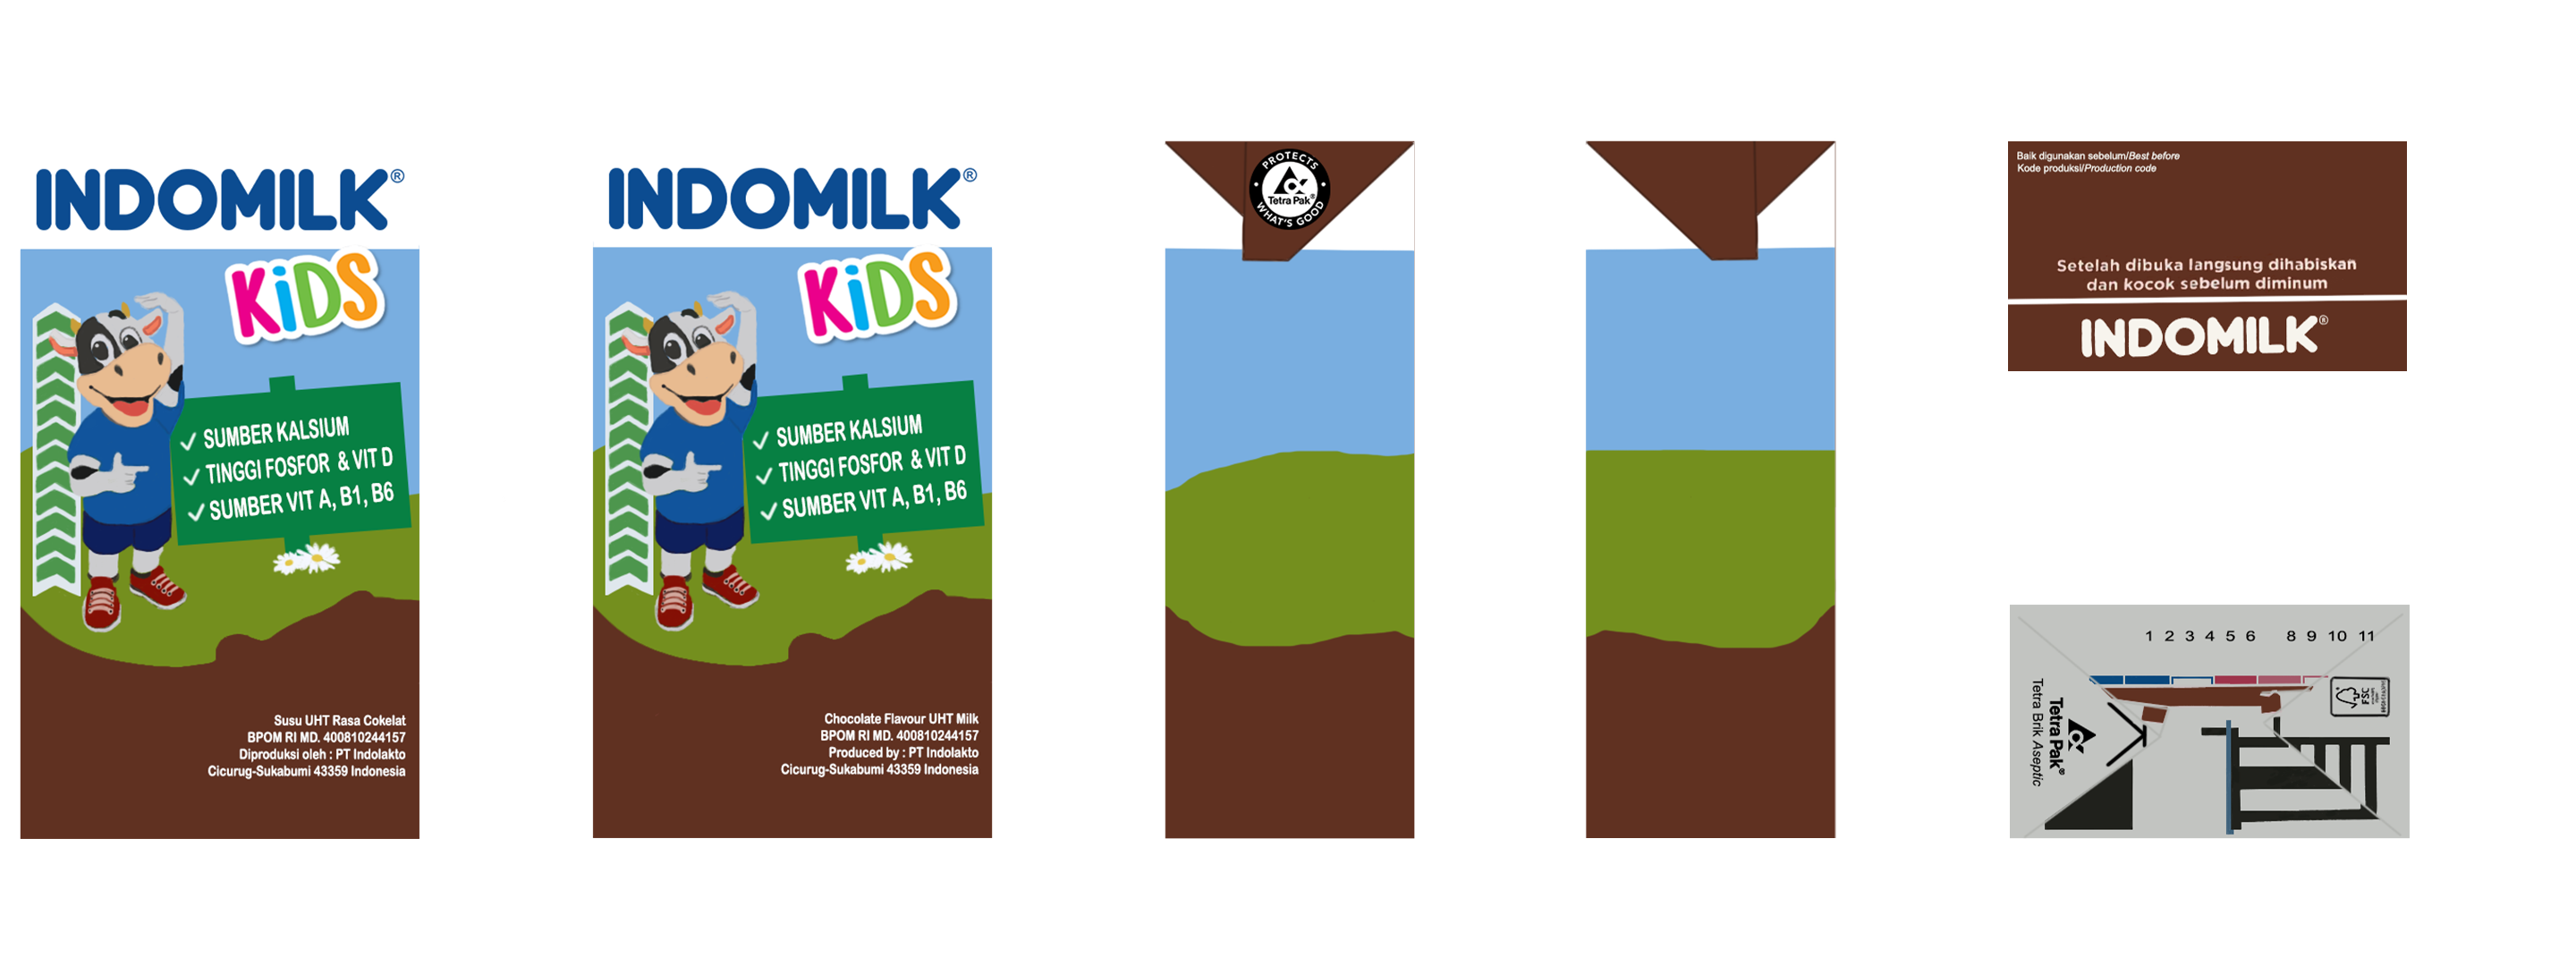 INDOMILK®
KiDS
✓ SUMBER KALSIUM
✓ TINGGI FOSFOR & VIT D
✓ SUMBER VIT A, B1, B6
Susu UHT Rasa Cokelat
BPOM RI MD. 400810244157
Diproduksi oleh : PT Indolakto
Cicurug-Sukabumi 43359 Indonesia
INDOMILK®
KiDS
✓ SUMBER KALSIUM
✓ TINGGI FOSFOR & VIT D
✓ SUMBER VIT A, B1, B6
Chocolate Flavour UHT Milk
BPOM RI MD. 400810244157
Produced by : PT Indolakto
Cicurug-Sukabumi 43359 Indonesia
PROTECTS
Tetra Pak®
WHAT'S GOOD
Baik digunakan sebelum/Best before
Kode produksi/Production code
Setelah dibuka langsung dihabiskan
dan kocok sebelum diminum
INDOMILK®
1 2 3 4 5 6 8 9 10 11
Tetra Pak®
Tetra Brik Aseptic
FSC